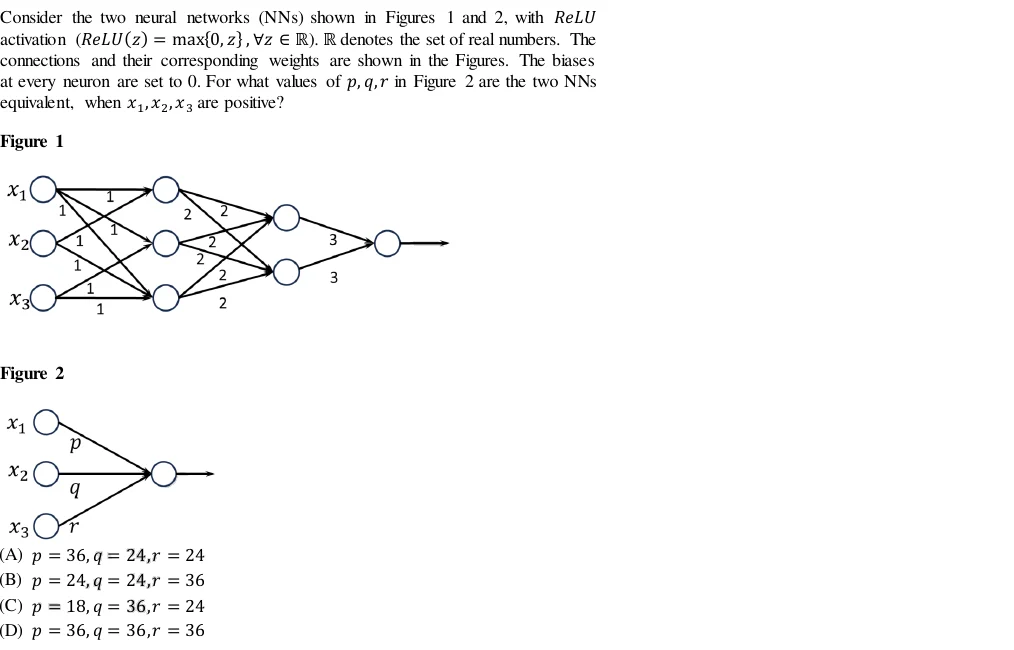 Consider the two neural networks (NNs) shown in Figures 1 and 2, with ReLU
activation (ReLU(z) = max{0, z}, ∀z ∈ ℝ). ℝ denotes the set of real numbers. The
connections and their corresponding weights are shown in the Figures. The biases
at every neuron are set to 0. For what values of p, q, r in Figure 2 are the two NNs
equivalent, when x₁, x₂, x₃ are positive?
Figure 1
x₁
1
1
2
2
x₂
1
1
2
3
1
2
2
3
x₃
1
1
2
Figure 2
x₁
p
x₂
q
x₃
r
(A) p = 36, q = 24, r = 24
(B) p = 24, q = 24, r = 36
(C) p = 18, q = 36, r = 24
(D) p = 36, q = 36, r = 36